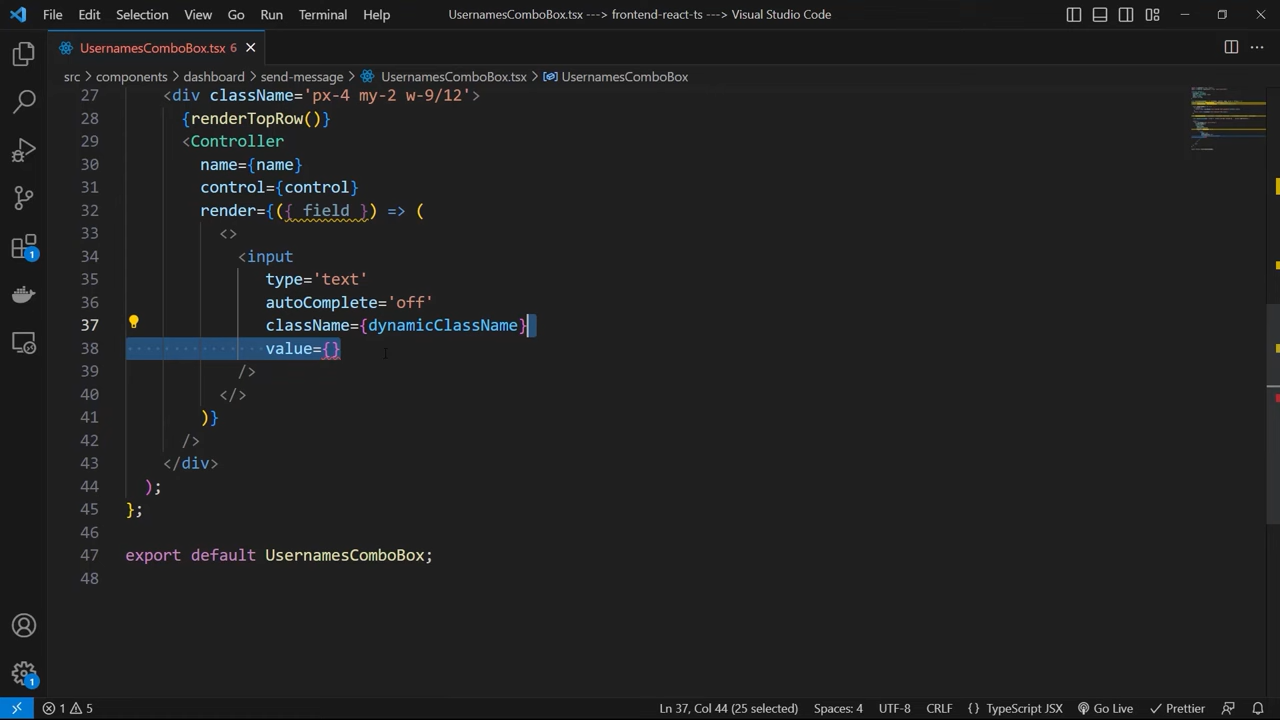 File Edit Selection View Go Run Terminal Help UsernamesComboBox.tsx ---> frontend-react-ts ---> Visual Studio Code
UsernamesComboBox.tsx 6
src > components > dashboard > send-message > UsernamesComboBox.tsx > UsernamesComboBox
27 <div className='px-4 my-2 w-9/12'>
28 {renderTopRow()}
29 <Controller
30 name={name}
31 control={control}
32 render={({ field }) => (
33 <>
34 <input
35 type='text'
36 autoComplete='off'
37 className={dynamicClassName}
38 value={}
39 />
40 </>
41 )}
42 />
43 </div>
44 );
45 };
46
47 export default UsernamesComboBox;
48
1
1
1 5 Ln 37, Col 44 (25 selected) Spaces: 4 UTF-8 CRLF {} TypeScript JSX Go Live Prettier